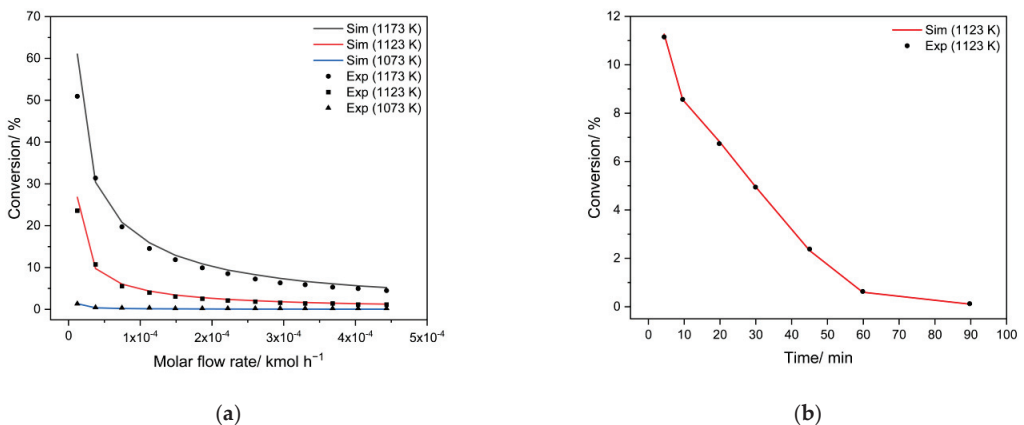 70
60
50
40
30
20
10
0
Conversion/ %
Sim (1173 K)
Sim (1123 K)
Sim (1073 K)
Exp (1173 K)
Exp (1123 K)
Exp (1073 K)
0 1x10⁻⁴ 2x10⁻⁴ 3x10⁻⁴ 4x10⁻⁴ 5x10⁻⁴
Molar flow rate/ kmol h⁻¹
(a)
12
10
8
6
4
2
0
Conversion/ %
Sim (1123 K)
Exp (1123 K)
0 10 20 30 40 50 60 70 80 90 100
Time/ min
(b)